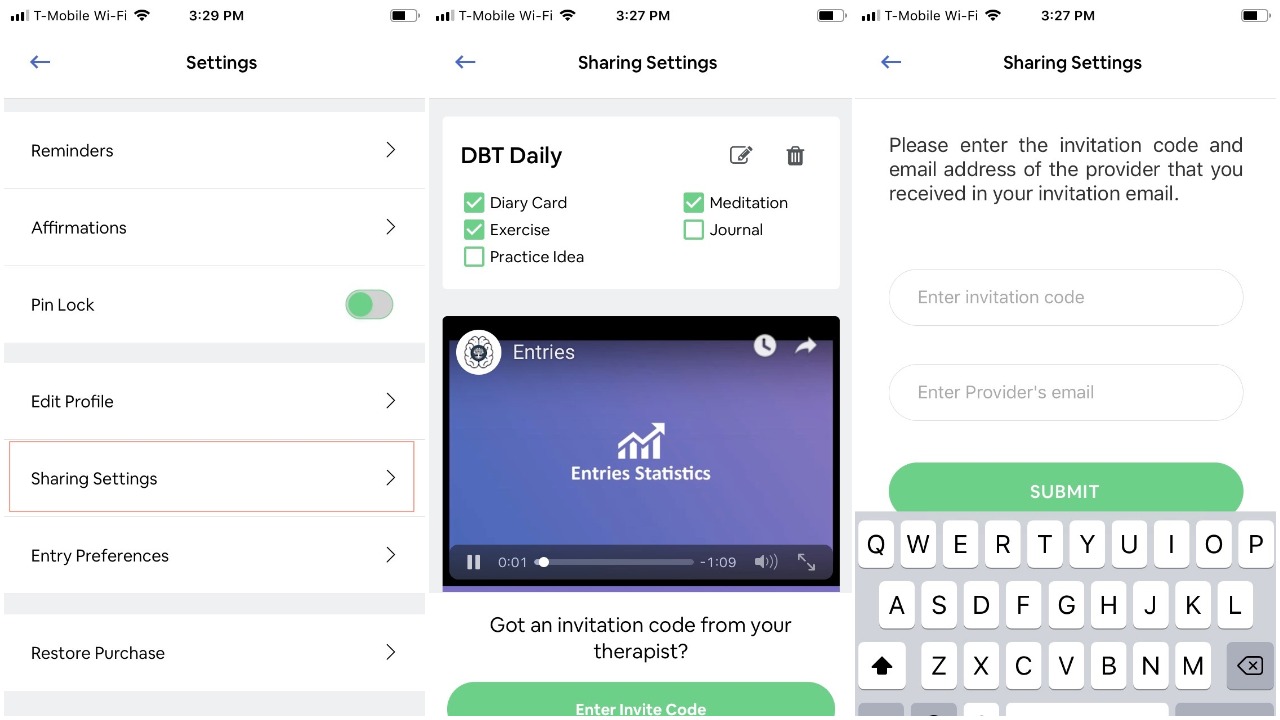 T-Mobile Wi-Fi 3:29 PM
Settings
Reminders
Affirmations
Pin Lock
Edit Profile
Sharing Settings
Entry Preferences
Restore Purchase
T-Mobile Wi-Fi 3:27 PM
Sharing Settings
DBT Daily
Diary Card
Meditation
Exercise
Journal
Practice Idea
Entries
Entries Statistics
0:01 -1:09
Got an invitation code from your
therapist?
Enter Invite Code
T-Mobile Wi-Fi 3:27 PM
Sharing Settings
Please enter the invitation code and
email address of the provider that you
received in your invitation email.
Enter invitation code
Enter Provider's email
SUBMIT
Q W E R T Y U I O P
A S D F G H J K L
Z X C V B N M